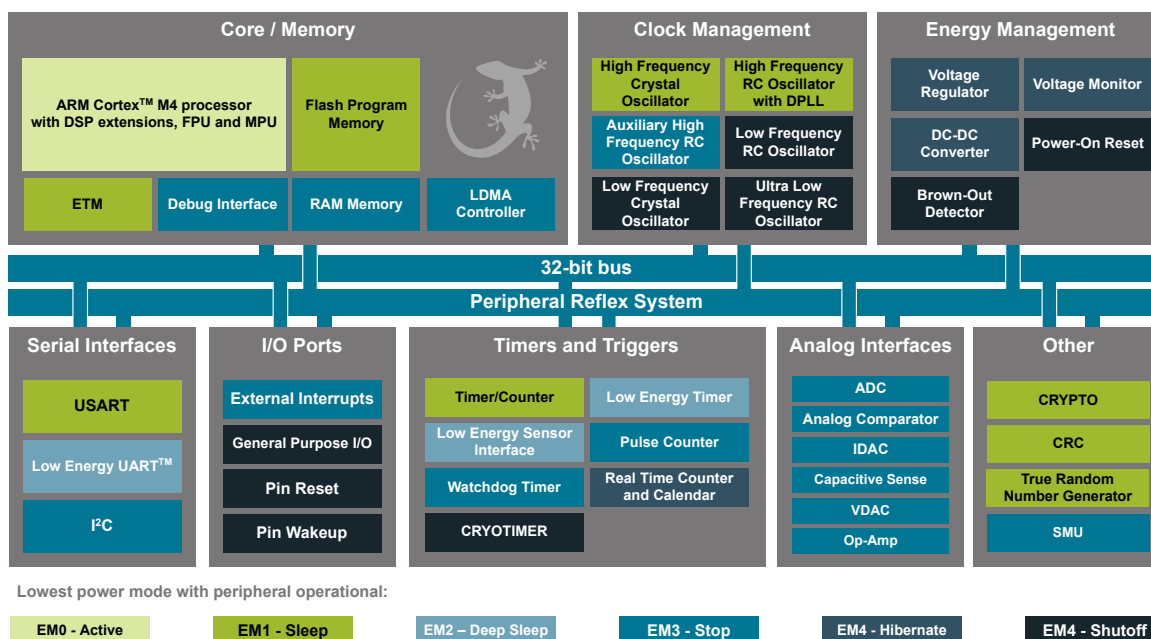 Core / Memory
Clock Management
Energy Management
ARM Cortex™ M4 processor
with DSP extensions, FPU and MPU
Flash Program
Memory
ETM
Debug Interface
RAM Memory
LDMA
Controller
High Frequency
Crystal
Oscillator
High Frequency
RC Oscillator
with DPLL
Auxiliary High
Frequency RC
Oscillator
Low Frequency
RC Oscillator
Low Frequency
Crystal
Oscillator
Ultra Low
Frequency RC
Oscillator
Voltage
Regulator
Voltage Monitor
DC-DC
Converter
Power-On Reset
Brown-Out
Detector
32-bit bus
Peripheral Reflex System
Serial Interfaces
USART
Low Energy UART™
I²C
I/O Ports
External Interrupts
General Purpose I/O
Pin Reset
Pin Wakeup
Timers and Triggers
Timer/Counter
Low Energy Timer
Low Energy Sensor
Interface
Pulse Counter
Watchdog Timer
Real Time Counter
and Calendar
CRYOTIMER
Analog Interfaces
ADC
Analog Comparator
IDAC
Capacitive Sense
VDAC
Op-Amp
Other
CRYPTO
CRC
True Random
Number Generator
SMU
Lowest power mode with peripheral operational:
EM0 - Active
EM1 - Sleep
EM2 – Deep Sleep
EM3 - Stop
EM4 - Hibernate
EM4 - Shutoff